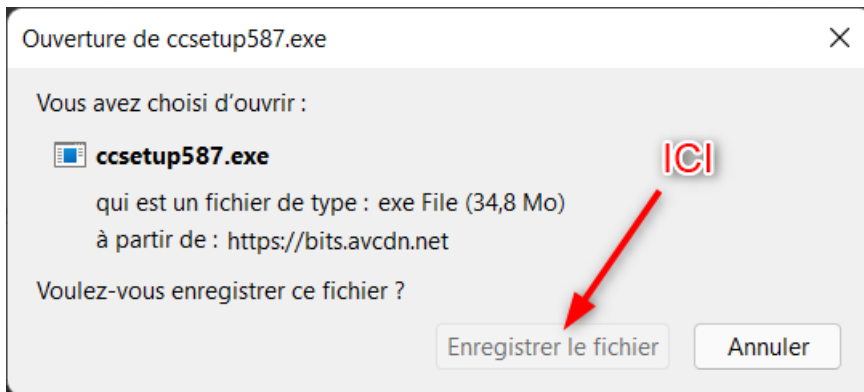 Ouverture de ccsetup587.exe
Vous avez choisi d’ouvrir :
ccsetup587.exe
ICI
qui est un fichier de type : exe File (34,8 Mo)
à partir de : https://bits.avcdn.net
Voulez-vous enregistrer ce fichier ?
Enregistrer le fichier
Annuler